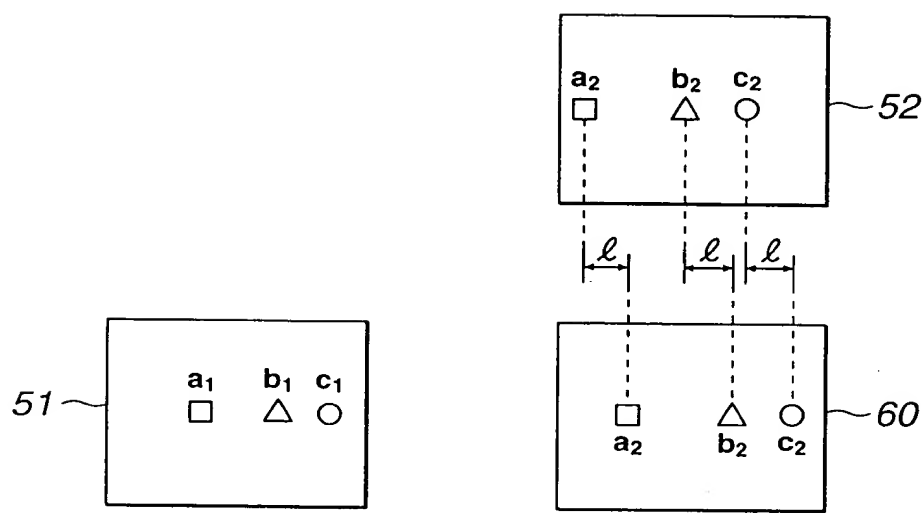 a₂ b₂ c₂
52
ℓ ℓ ℓ
a₁ b₁ c₁
51
60
a₂ b₂ c₂